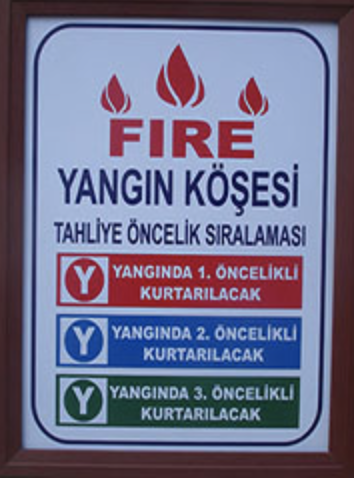 FIRE
YANGIN KÖŞESİ
TAHLİYE ÖNCELİK SIRALAMASI
Y YANGINDA 1. ÖNCELİKLİ
KURTARILACAK
Y YANGINDA 2. ÖNCELİKLİ
KURTARILACAK
Y YANGINDA 3. ÖNCELİKLİ
KURTARILACAK